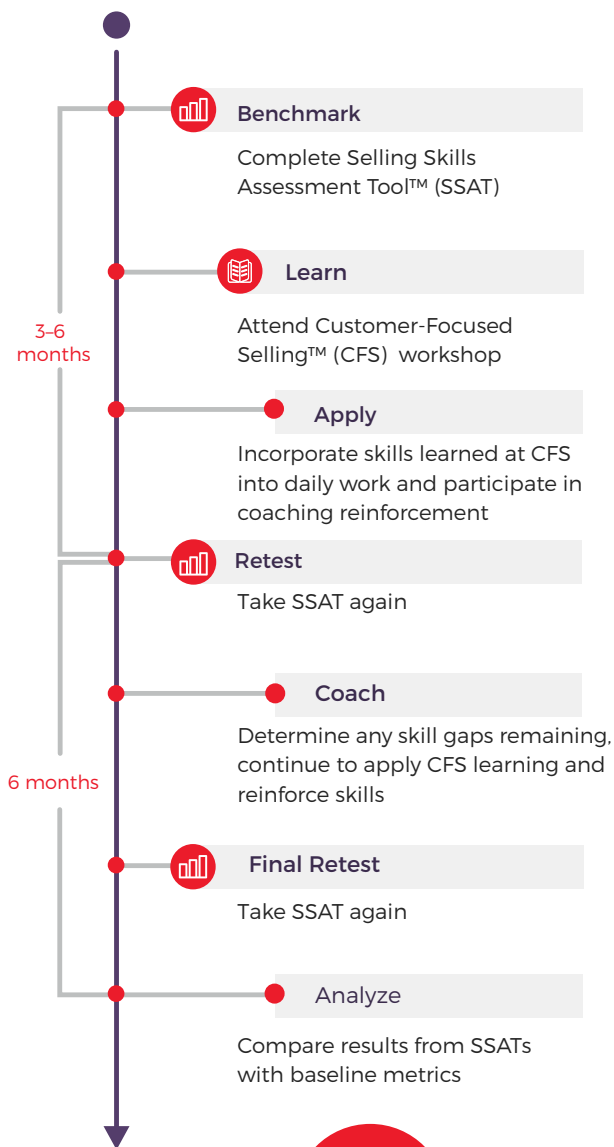 Benchmark
Complete Selling Skills
Assessment Tool™ (SSAT)
Learn
Attend Customer-Focused
Selling™ (CFS) workshop
3–6
months
Apply
Incorporate skills learned at CFS
into daily work and participate in
coaching reinforcement
Retest
Take SSAT again
Coach
Determine any skill gaps remaining,
continue to apply CFS learning and
reinforce skills
6 months
Final Retest
Take SSAT again
Analyze
Compare results from SSATs
with baseline metrics